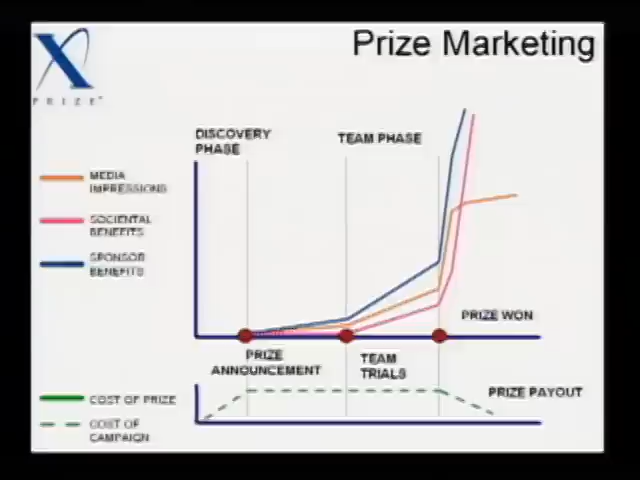 Prize Marketing
X
PRIZE
DISCOVERY
PHASE
TEAM PHASE
MEDIA
IMPRESSIONS
SOCIENTAL
BENEFITS
SPONSOR
BENEFITS
PRIZE WON
PRIZE
ANNOUNCEMENT
TEAM
TRIALS
PRIZE PAYOUT
COST OF PRIZE
COST OF
CAMPAIGN